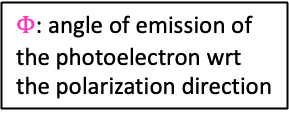 Φ: angle of emission of
the photoelectron wrt
the polarization direction